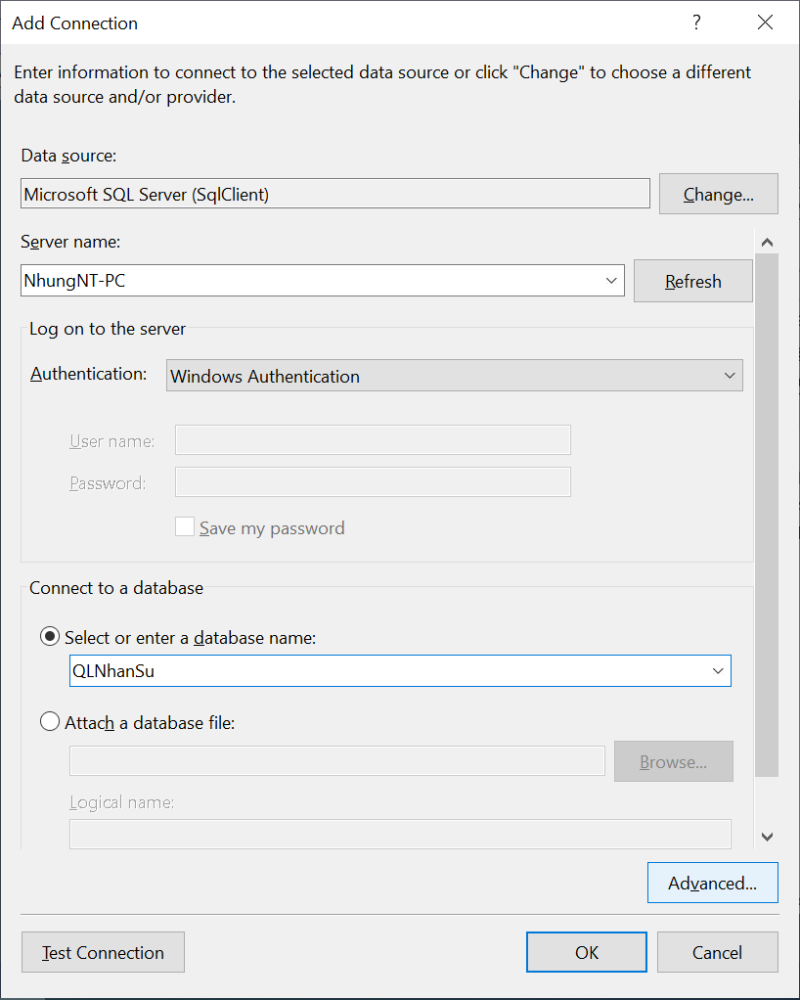 Add Connection
?
Enter information to connect to the selected data source or click "Change" to choose a different
data source and/or provider.
Data source:
Microsoft SQL Server (SqlClient)
Change...
Server name:
NhungNT-PC
Refresh
Log on to the server
Authentication:
Windows Authentication
User name:
Password:
Save my password
Connect to a database
Select or enter a database name:
QLNhanSu
Attach a database file:
Browse...
Logical name:
Advanced...
Test Connection
OK
Cancel